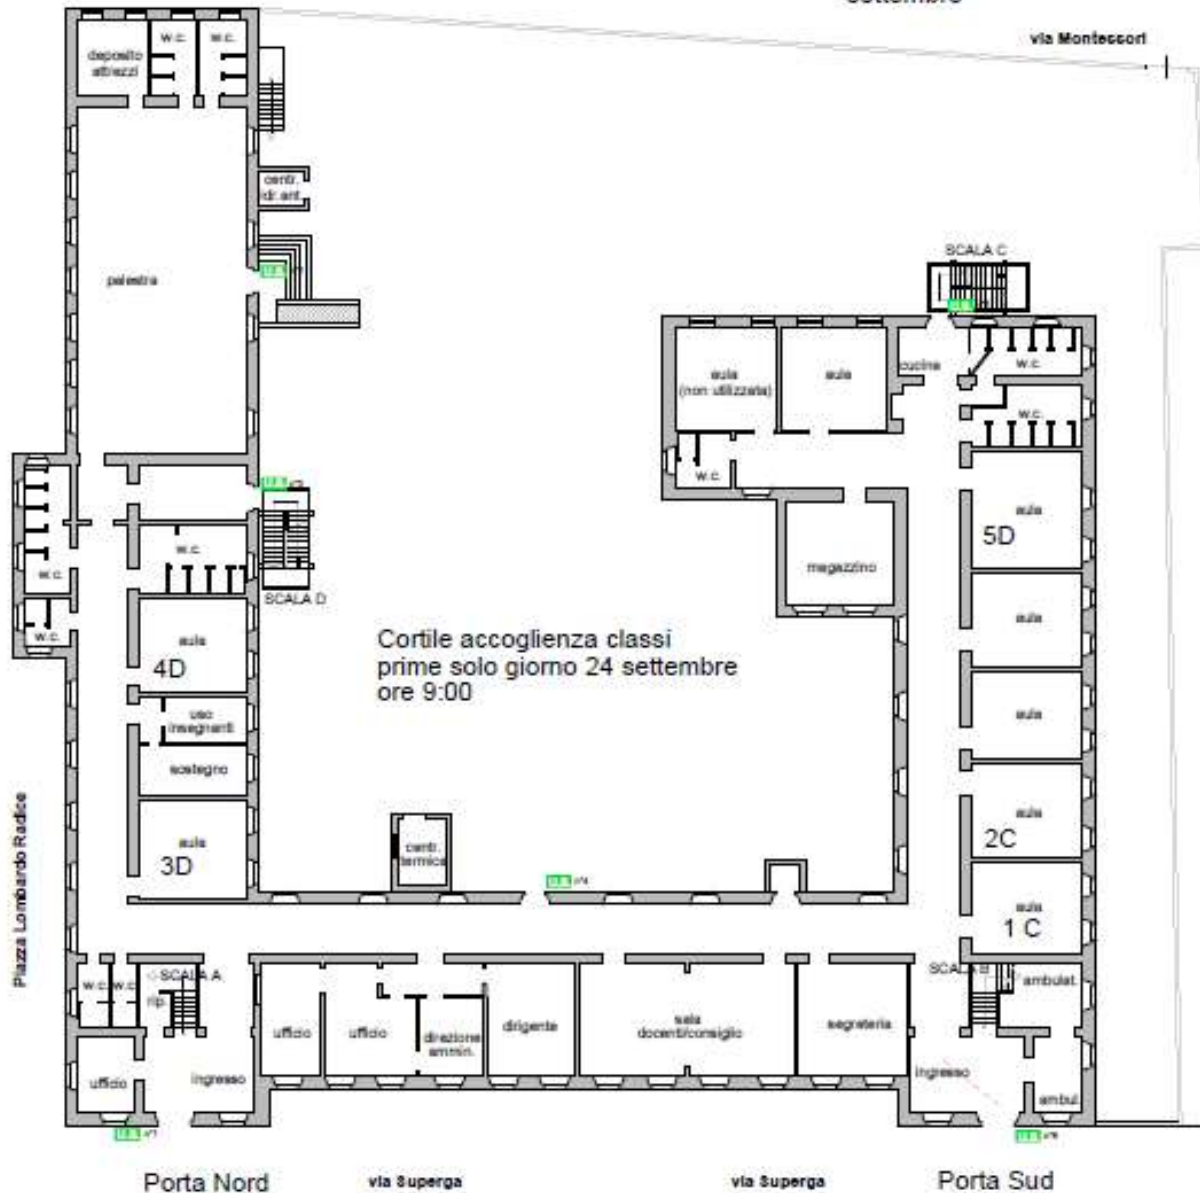 settembre
via Montessori
w.c.
w.c.
deposito
attrezzi
centr.
idr. ant.
palestra
SCALA C
aula
(non utilizzata)
aula
cucina
w.c.
w.c.
w.c.
aula
5D
magazzino
w.c.
w.c.
w.c.
SCALA D
aula
4D
uso
insegnanti
sostegno
aula
3D
Cortile accoglienza classi
prime solo giorno 24 settembre
ore 9:00
aula
aula
aula
2C
aula
1 C
centr.
termica
Piazza Lombardo Radice
w.c.
w.c.
SCALA A
rip.
ufficio
ingresso
ufficio
ufficio
direzione
ammin.
dirigente
sala
docenti/consiglio
segreteria
SCALA B
ambulat.
ingresso
ambul.
Porta Nord
via Superga
via Superga
Porta Sud